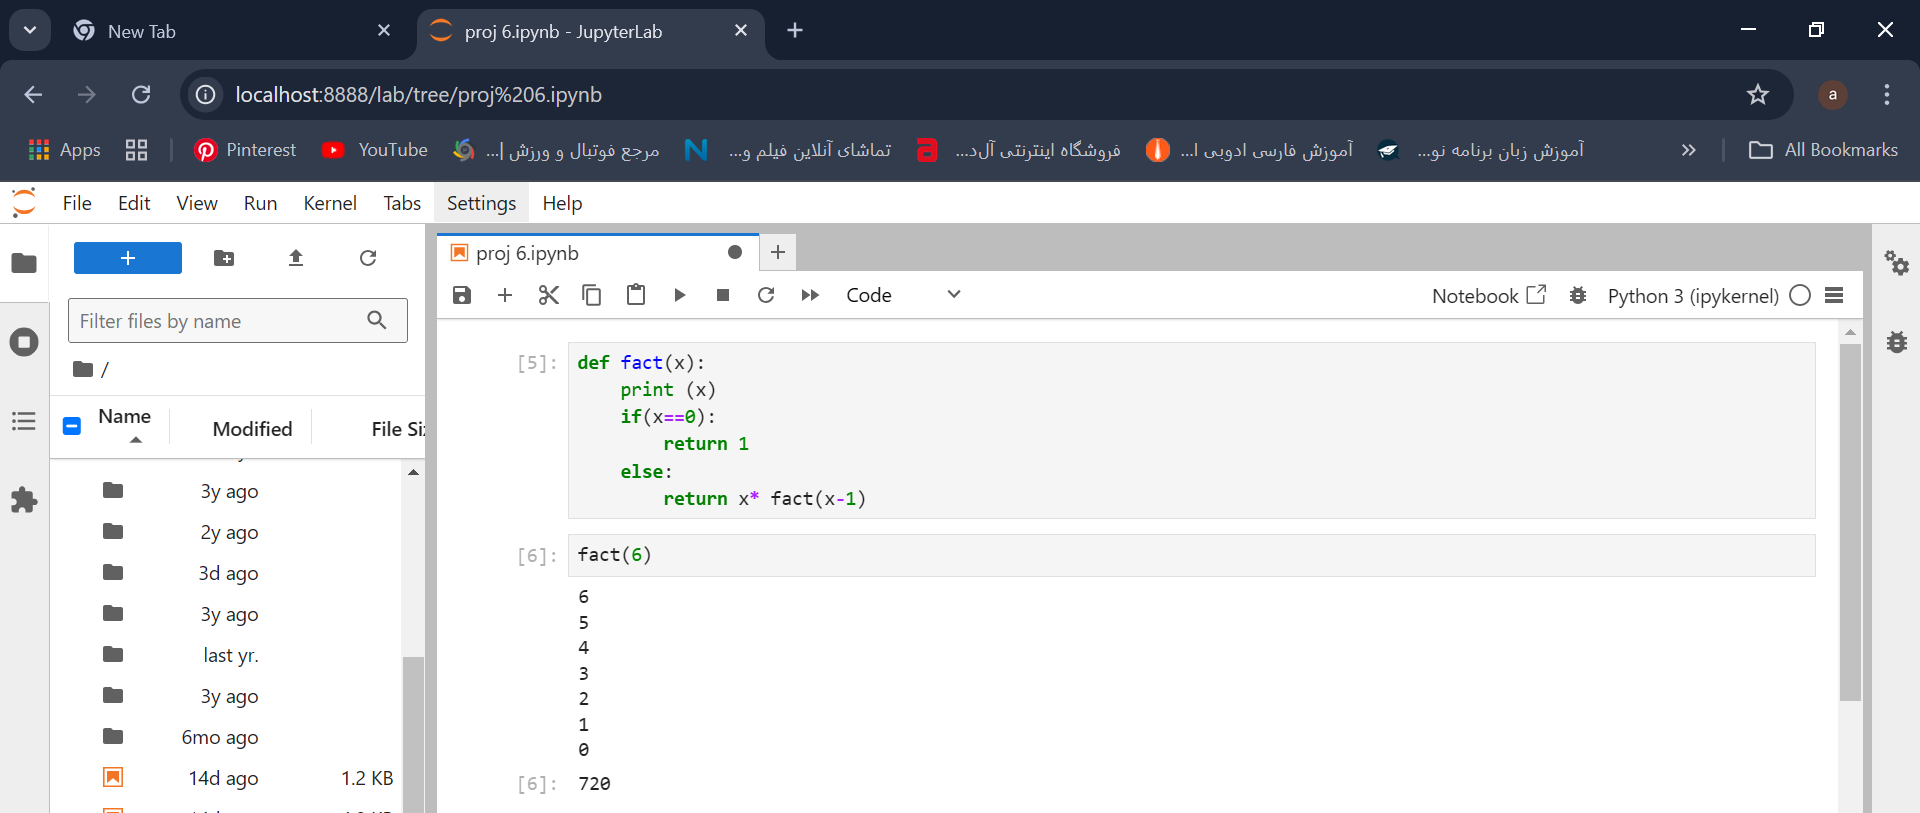 New Tab
proj 6.ipynb - JupyterLab
localhost:8888/lab/tree/proj%206.ipynb
a
Apps
Pinterest
YouTube
مرجع فوتبال و ورزش |...
تماشای آنلاین فیلم و...
فروشگاه اینترنتی آل‌د...
آموزش فارسی ادوبی ا...
آموزش زبان برنامه نو...
All Bookmarks
File Edit View Run Kernel Tabs Settings Help
Filter files by name
/
Name Modified File Si
3y ago
2y ago
3d ago
3y ago
last yr.
3y ago
6mo ago
14d ago 1.2 KB
proj 6.ipynb
Code
Notebook
Python 3 (ipykernel)
[5]:
def fact(x):
    print (x)
    if(x==0):
        return 1
    else:
        return x* fact(x-1)
[6]:
fact(6)
6
5
4
3
2
1
0
[6]: 720